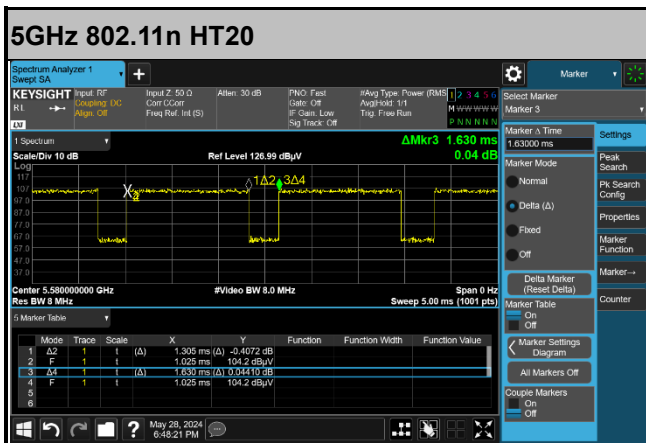 5GHz 802.11n HT20
Spectrum Analyzer 1
Swept SA
Marker
KEYSIGHT
R L
LXI
Input: RF
Coupling: DC
Align: Off
Input Z: 50 Ω
Corr CCorr
Freq Ref: Int (S)
Atten: 30 dB
PNO: Fast
Gate: Off
IF Gain: Low
Sig Track: Off
#Avg Type: Power (RMS
Avg|Hold: 1/1
Trig: Free Run
1 2 3 4 5 6
M W W W W W
P N N N N N
Select Marker
Marker 3
1 Spectrum
ΔMkr3 1.630 ms
0.04 dB
Scale/Div 10 dB
Ref Level 126.99 dBµV
Log
117
107
97.0
87.0
77.0
67.0
57.0
47.0
37.0
1Δ2
3Δ4
Center 5.580000000 GHz
Res BW 8 MHz
#Video BW 8.0 MHz
Span 0 Hz
Sweep 5.00 ms (1001 pts)
5 Marker Table
Mode Trace Scale X Y Function Function Width Function Value
1 Δ2 1 t (Δ) 1.305 ms (Δ) -0.4072 dB
2 F 1 t 1.025 ms 104.2 dBµV
3 Δ4 1 t (Δ) 1.630 ms (Δ) 0.04410 dB
4 F 1 t 1.025 ms 104.2 dBµV
5
6
Marker Δ Time
1.63000 ms
Marker Mode
Normal
Delta (Δ)
Fixed
Off
Delta Marker
(Reset Delta)
Marker Table
On
Off
Marker Settings
Diagram
All Markers Off
Couple Markers
On
Off
Settings
Peak
Search
Pk Search
Config
Properties
Marker
Function
Marker→
Counter
May 28, 2024
6:48:21 PM